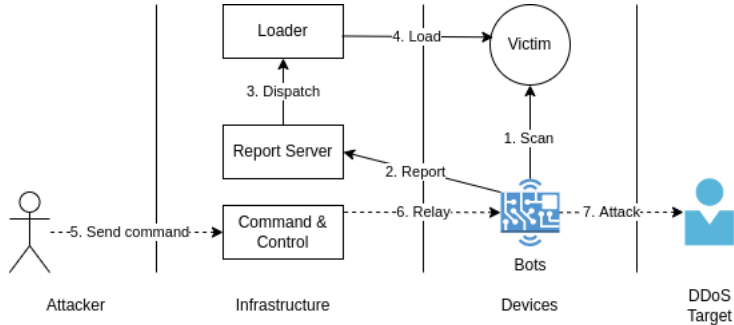 Loader
4. Load
Victim
3. Dispatch
1. Scan
Report Server
2. Report
Command &
Control
5. Send command
6. Relay
7. Attack
Bots
Attacker
Infrastructure
Devices
DDoS
Target